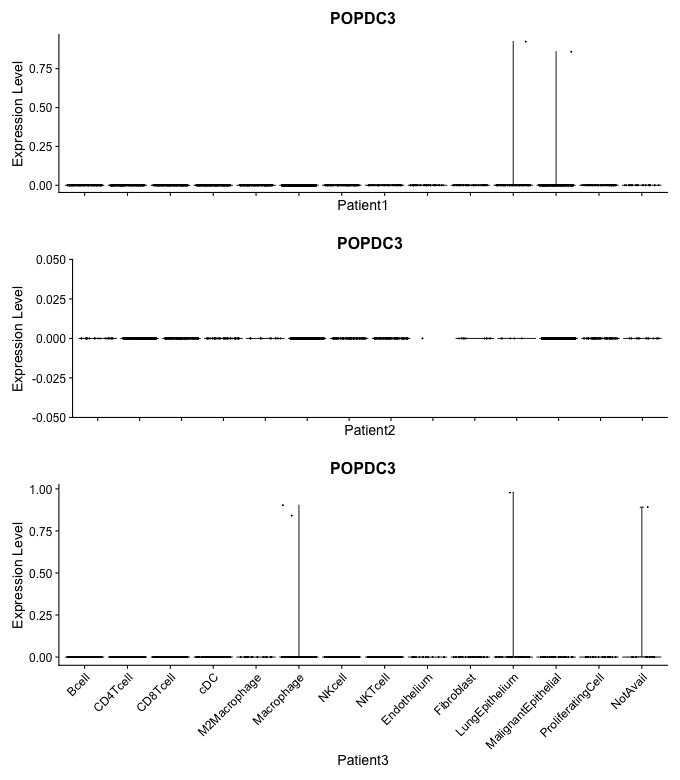 POPDC3
Expression Level
0.75
0.50
0.25
0.00
Patient1
POPDC3
Expression Level
0.050
0.025
0.000
-0.025
-0.050
Patient2
POPDC3
Expression Level
1.00
0.75
0.50
0.25
0.00
Bcell
CD4Tcell
CD8Tcell
cDC
M2Macrophage
Macrophage
NKcell
NKTcell
Endothelium
Fibroblast
LungEpithelium
MalignantEpithelial
ProliferatingCell
NotAvail
Patient3